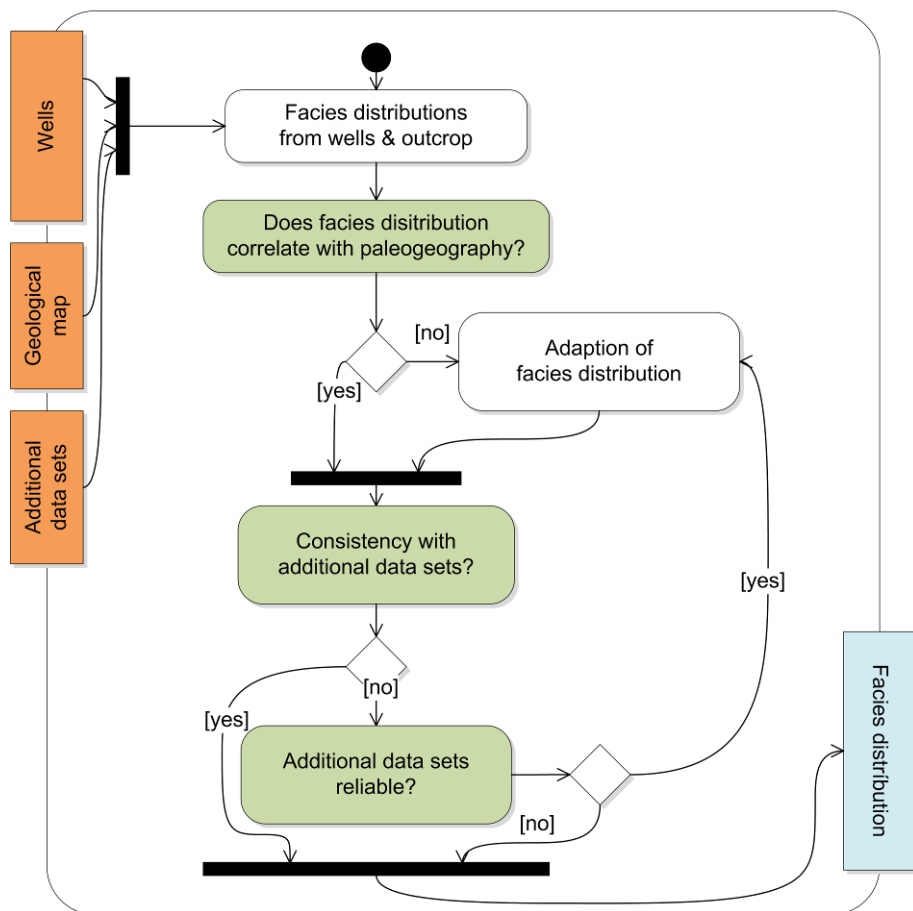 Wells
Geological
map
Additional
data sets
Facies distributions
from wells & outcrop
Does facies disitribution
correlate with paleogeography?
[no]
[yes]
Adaption of
facies distribution
Consistency with
additional data sets?
[yes]
[no]
[yes]
Additional data sets
reliable?
[no]
Facies distribution